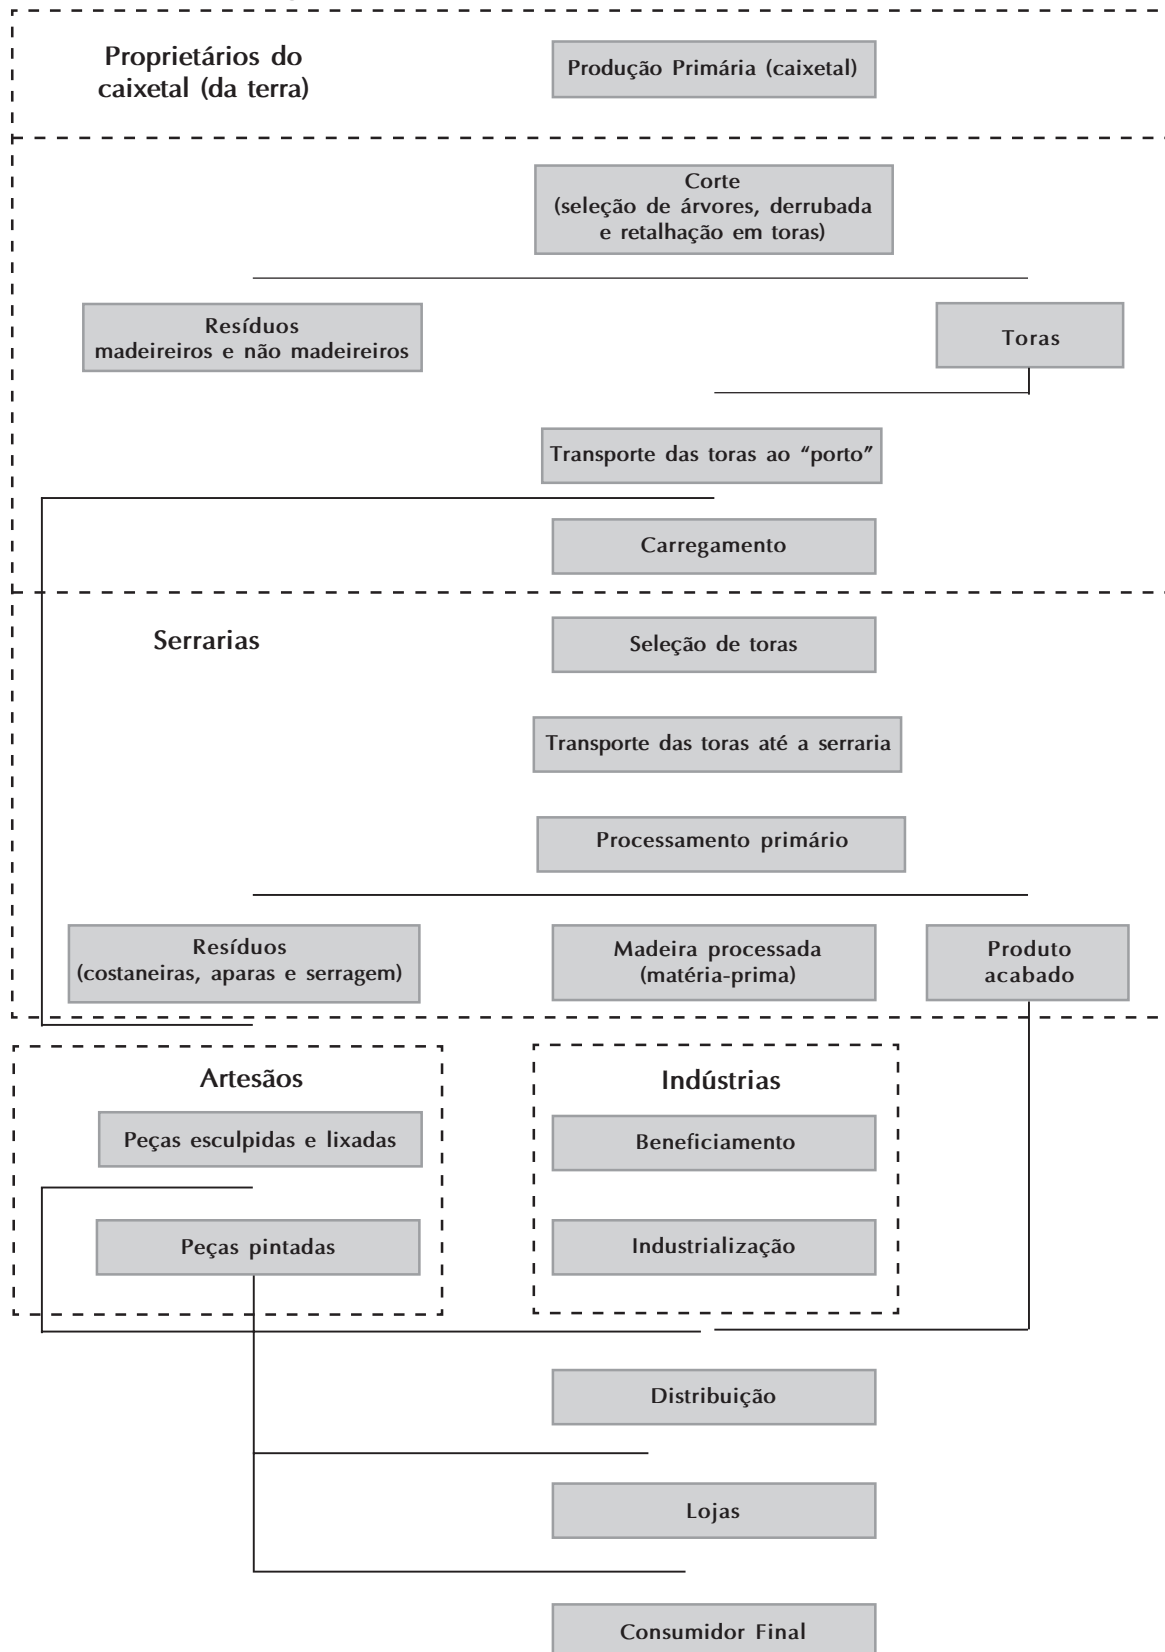 Proprietários do
caixetal (da terra)
Produção Primária (caixetal)
Corte
(seleção de árvores, derrubada
e retalhação em toras)
Resíduos
madeireiros e não madeireiros
Toras
Transporte das toras ao “porto”
Carregamento
Serrarias
Seleção de toras
Transporte das toras até a serraria
Processamento primário
Resíduos
(costaneiras, aparas e serragem)
Madeira processada
(matéria-prima)
Produto
acabado
Artesãos
Peças esculpidas e lixadas
Peças pintadas
Indústrias
Beneficiamento
Industrialização
Distribuição
Lojas
Consumidor Final